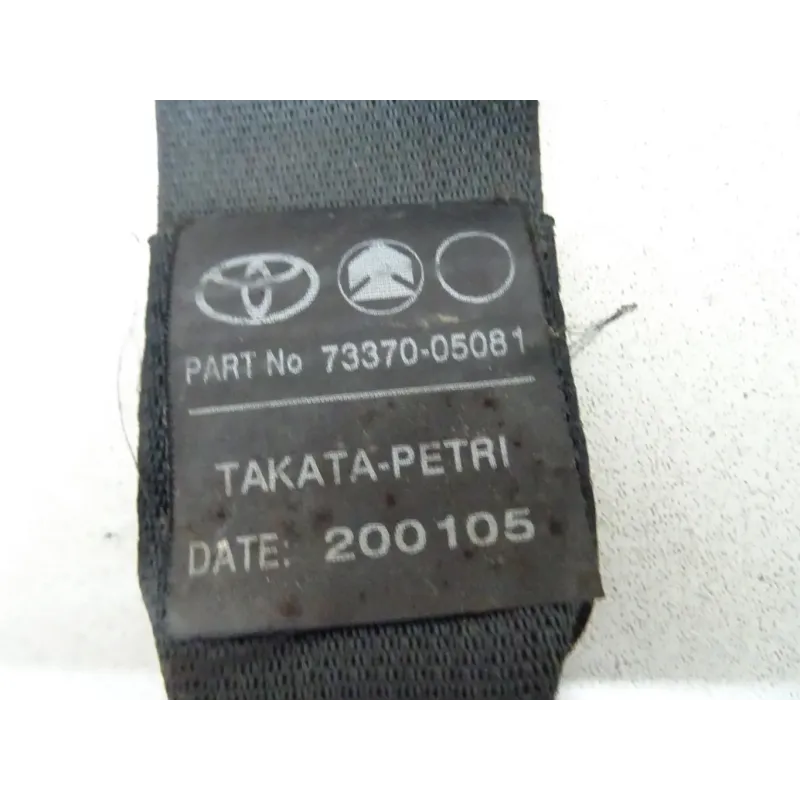 PART No 73370-05081
TAKATA-PETRI
DATE: 200105